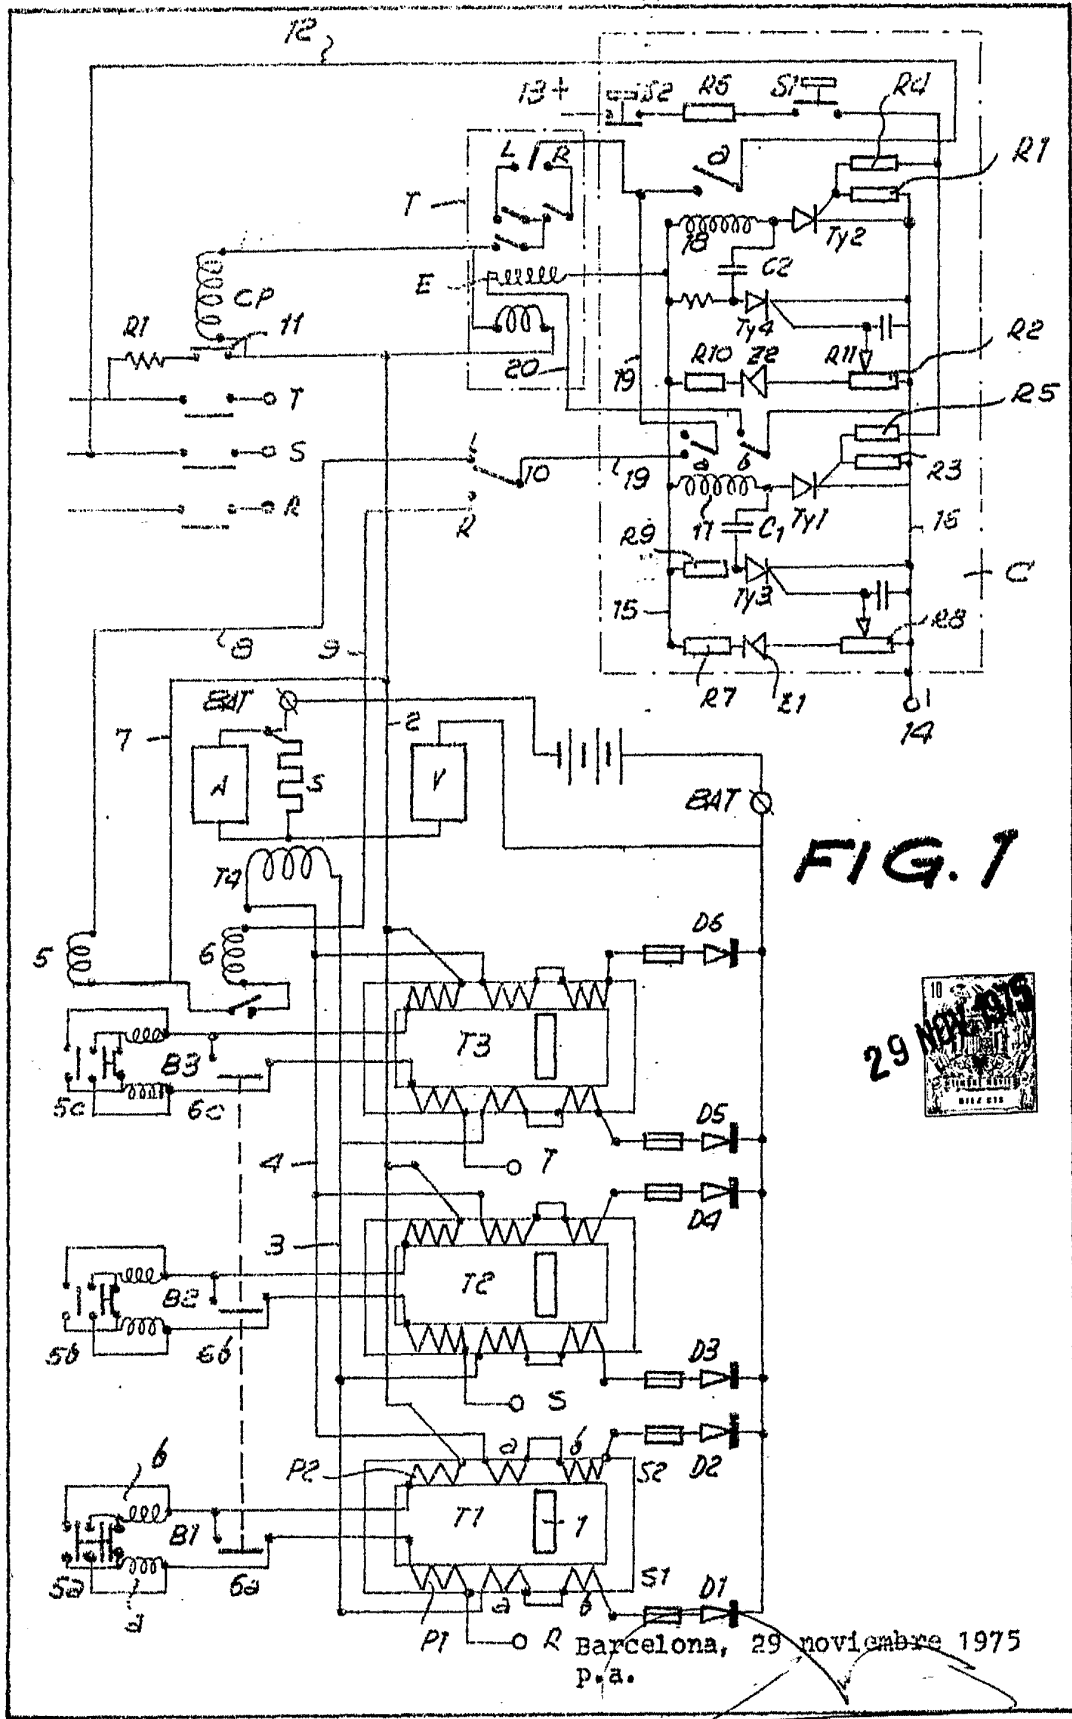 12
13+ S2 R6 S1 R4
L R a R1
T
18 Ty2
E C2
CP
R1 11 Ty4
20 19 R10 Z2 R11 R2
T R5
L
S 10 19 a b R3
R 17 C1 Ty1 16
R
R9 Ty3 C
15
8 9 R8
R7 Z1
BAT 14
7 2
A S V
BAT
FIG. 1
T4
D6
5 6
10
29 NOV. 1975
T3
B3
5c 6c
D5
4 T
D4
3
T2
B2
5b 6b
D3
S
a b
b P2 S2 D2
T1 1
B1
5a 6a
S1 D1
a a b
P1
R
Barcelona, 29 noviembre 1975
p.a.